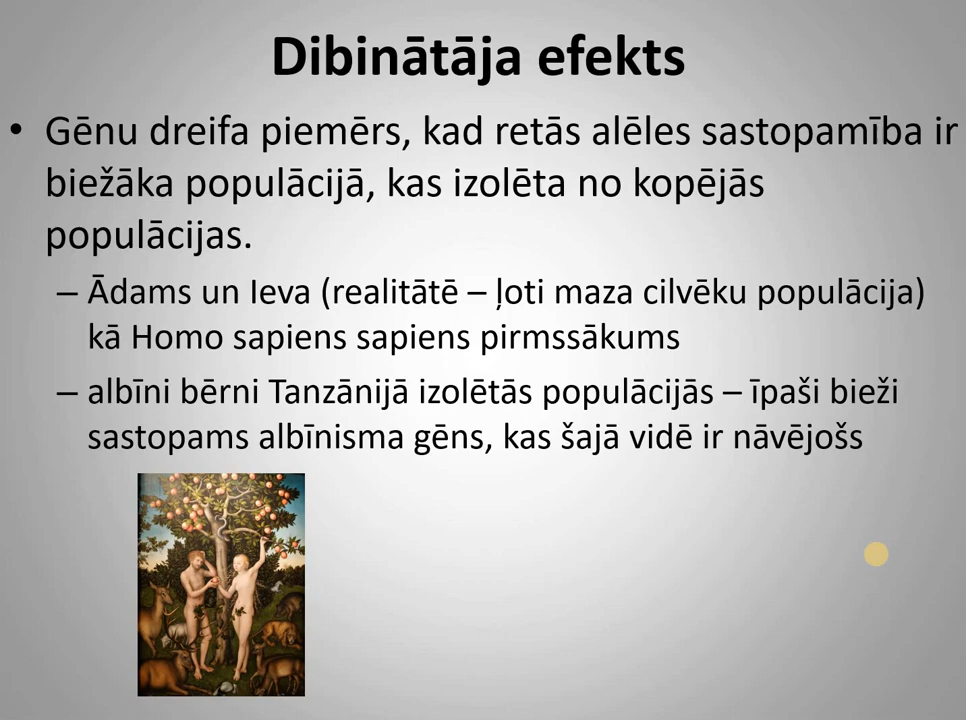 Dibinātāja efekts
• Gēnu dreifa piemērs, kad retās alēles sastopamība ir
biežāka populācijā, kas izolēta no kopējās
populācijas.
– Ādams un Ieva (realitātē – ļoti maza cilvēku populācija)
kā Homo sapiens sapiens pirmssākums
– albīni bērni Tanzānijā izolētās populācijās – īpaši bieži
sastopams albīnisma gēns, kas šajā vidē ir nāvējošs